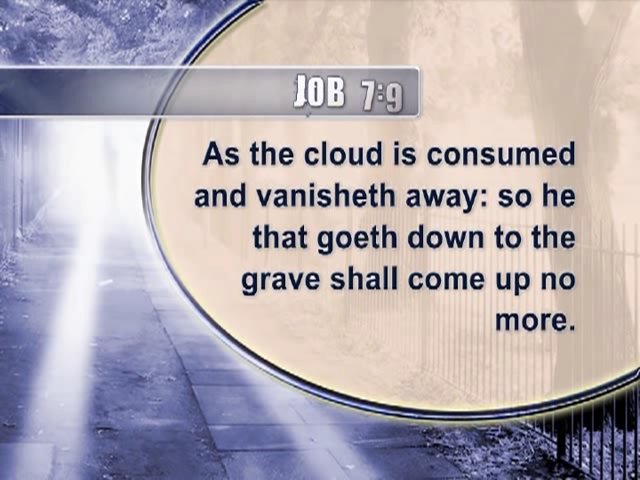 JOB 7:9
As the cloud is consumed
and vanisheth away: so he
that goeth down to the
grave shall come up no
more.